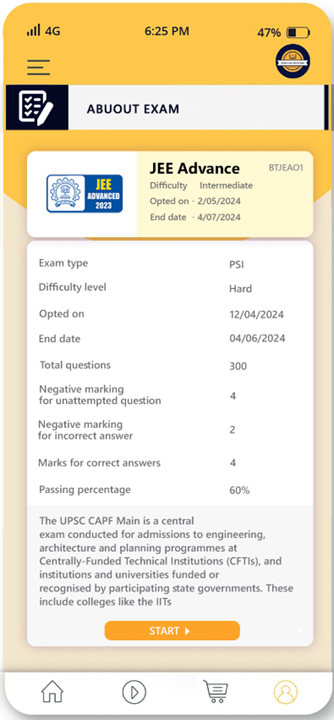 4G 6:25 PM 47%
ABUOUT EXAM
JEE Advance BTJEAO1
JEE
ADVANCED
2023
Difficulty Intermediate
Opted on - 2/05/2024
End date - 4/07/2024
Exam type PSI
Difficulty level Hard
Opted on 12/04/2024
End date 04/06/2024
Total questions 300
Negative marking
for unattempted question 4
Negative marking
for incorrect answer 2
Marks for correct answers 4
Passing percentage 60%
The UPSC CAPF Main is a central
exam conducted for admissions to engineering,
architecture and planning programmes at
Centrally-Funded Technical Institutions (CFTIs), and
institutions and universities funded or
recognised by participating state governments. These
include colleges like the IITs
START